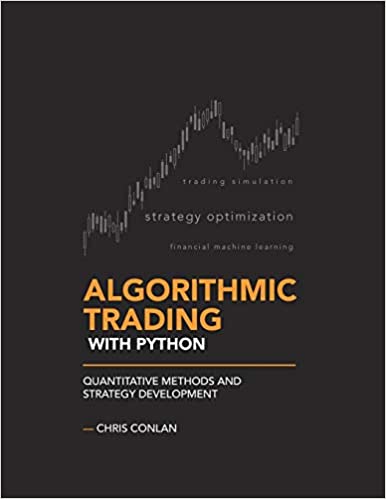 trading simulation
strategy optimization
financial machine learning
ALGORITHMIC
TRADING
WITH PYTHON
QUANTITATIVE METHODS AND
STRATEGY DEVELOPMENT
— CHRIS CONLAN